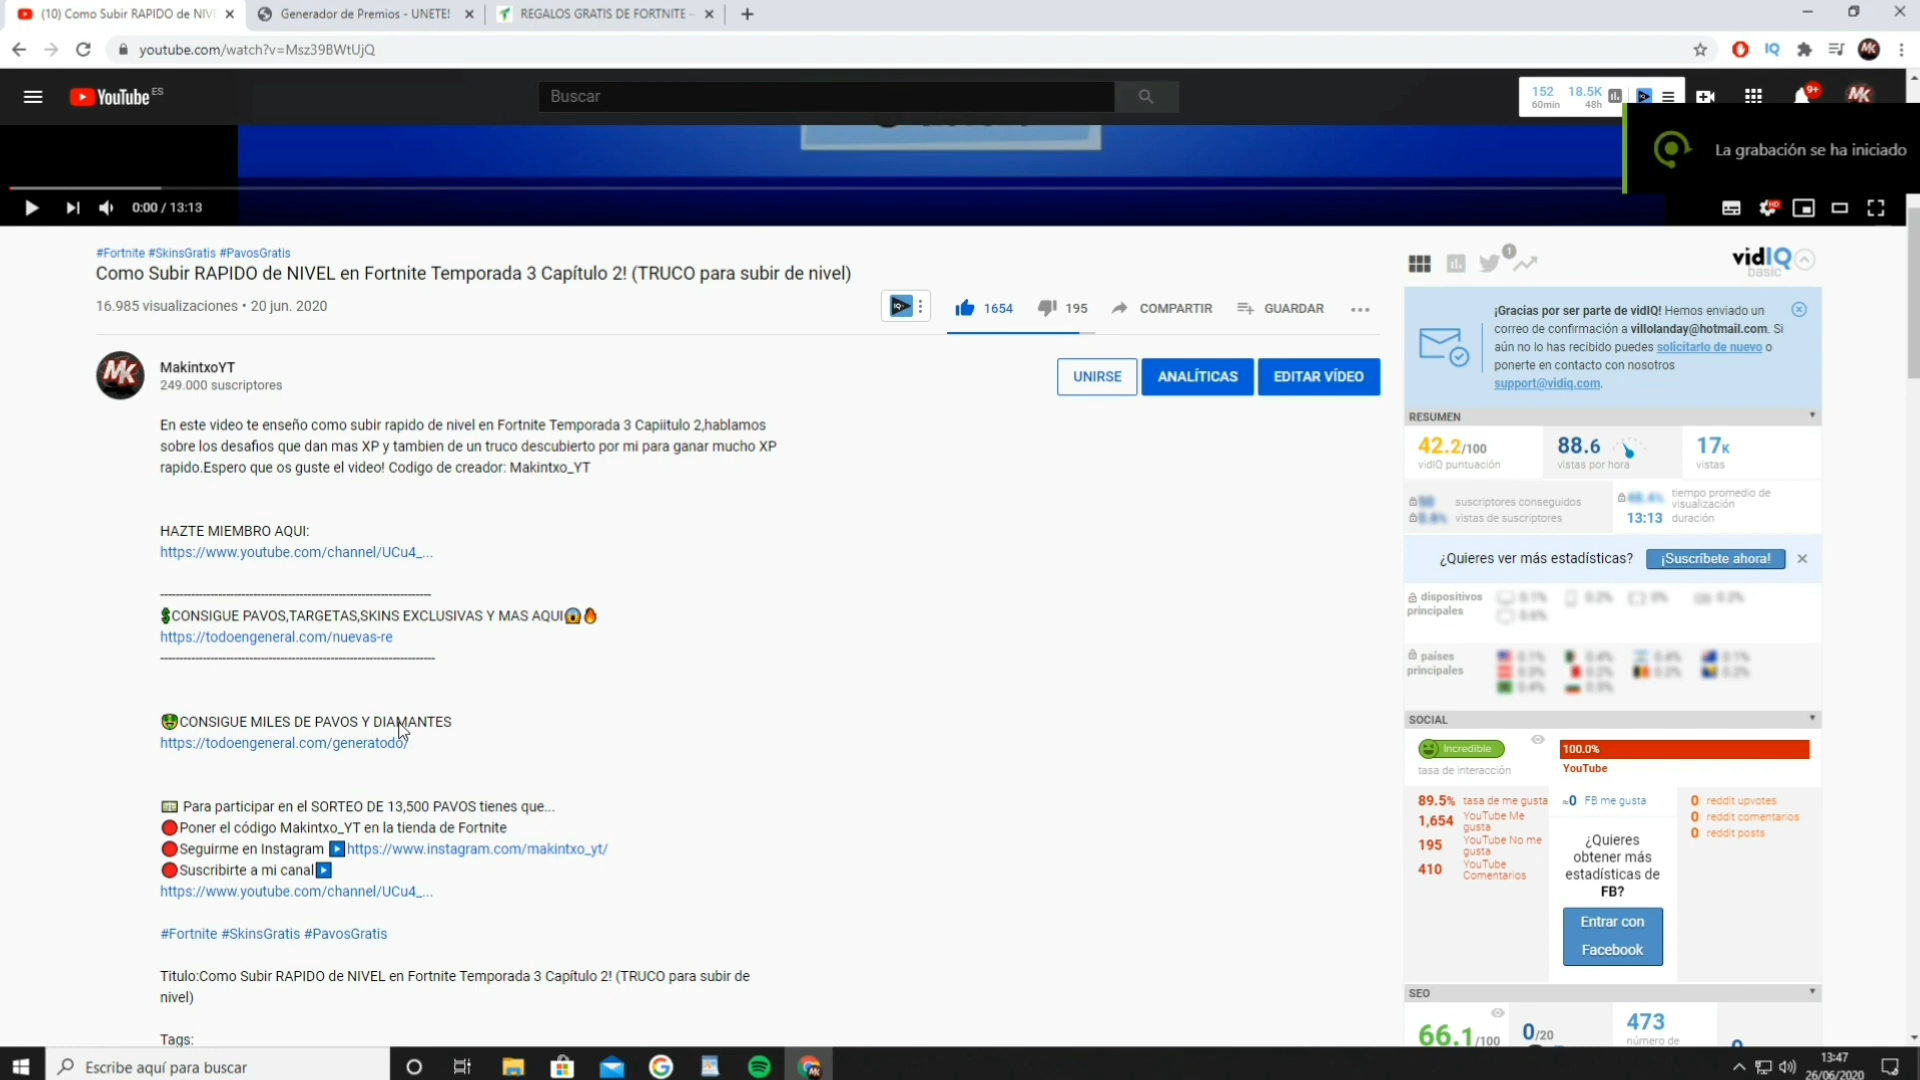 (10) Como Subir RAPIDO de NIV
Generador de Premios - UNETE!
REGALOS GRATIS DE FORTNITE -
youtube.com/watch?v=Msz39BWtUjQ
IQ
MK
YouTube ES
Buscar
152
60min
18.5K
48h
9+
MK
La grabación se ha iniciado
0:00 / 13:13
HD
#Fortnite #SkinsGratis #PavosGratis
Como Subir RAPIDO de NIVEL en Fortnite Temporada 3 Capítulo 2! (TRUCO para subir de nivel)
16.985 visualizaciones • 20 jun. 2020
1654
195
COMPARTIR
GUARDAR
MK
MakintxoYT
249.000 suscriptores
UNIRSE
ANALÍTICAS
EDITAR VÍDEO
En este video te enseño como subir rapido de nivel en Fortnite Temporada 3 Capiitulo 2,hablamos
sobre los desafios que dan mas XP y tambien de un truco descubierto por mi para ganar mucho XP
rapido.Espero que os guste el video! Codigo de creador: Makintxo_YT
HAZTE MIEMBRO AQUI:
https://www.youtube.com/channel/UCu4_...
----------------------------------------------------------------------
💲CONSIGUE PAVOS,TARGETAS,SKINS EXCLUSIVAS Y MAS AQUI😱🔥
https://todoengeneral.com/nuevas-re
-----------------------------------------------------------------------
🤑CONSIGUE MILES DE PAVOS Y DIAMANTES
https://todoengeneral.com/generatodo/
💵 Para participar en el SORTEO DE 13,500 PAVOS tienes que...
🔴Poner el código Makintxo_YT en la tienda de Fortnite
🔴Seguirme en Instagram ▶️https://www.instagram.com/makintxo_yt/
🔴Suscribirte a mi canal▶️
https://www.youtube.com/channel/UCu4_...
#Fortnite #SkinsGratis #PavosGratis
Titulo:Como Subir RAPIDO de NIVEL en Fortnite Temporada 3 Capítulo 2! (TRUCO para subir de
nivel)
Tags:
1
vidIQ
basic
¡Gracias por ser parte de vidIQ! Hemos enviado un
correo de confirmación a villolanday@hotmail.com. Si
aún no lo has recibido puedes solicitarlo de nuevo o
ponerte en contacto con nosotros
support@vidiq.com.
RESUMEN
42.2/100
vidIQ puntuación
88.6
vistas por hora
17K
vistas
suscriptores conseguidos
vistas de suscriptores
tiempo promedio de
visualización
13:13 duración
¿Quieres ver más estadísticas?
¡Suscríbete ahora!
dispositivos
principales
países
principales
SOCIAL
Incredible
tasa de interacción
100.0%
YouTube
89.5% tasa de me gusta
1,654 YouTube Me
gusta
195 YouTube No me
gusta
410 YouTube
Comentarios
≈0 FB me gusta
¿Quieres
obtener más
estadísticas de
FB?
Entrar con
Facebook
0 reddit upvotes
0 reddit comentarios
0 reddit posts
SEO
66.1/100
0/20
473
número de
Escribe aquí para buscar
13:47
26/06/2020